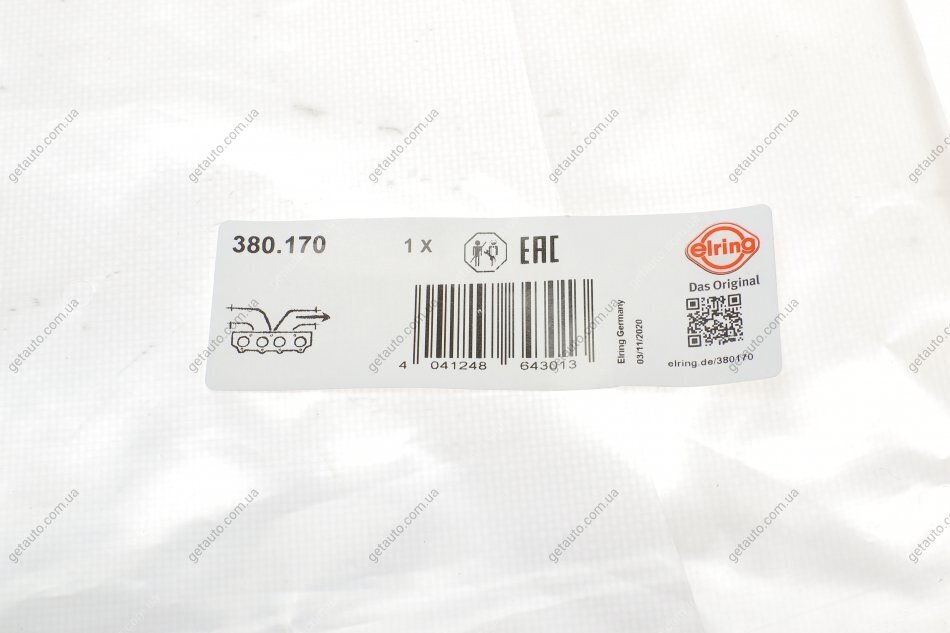 380.170
1 X
EAC
elring
Das Original
4 041248 643013
Elring Germany
03/11/2020
elring.de/380170
getauto.com.ua